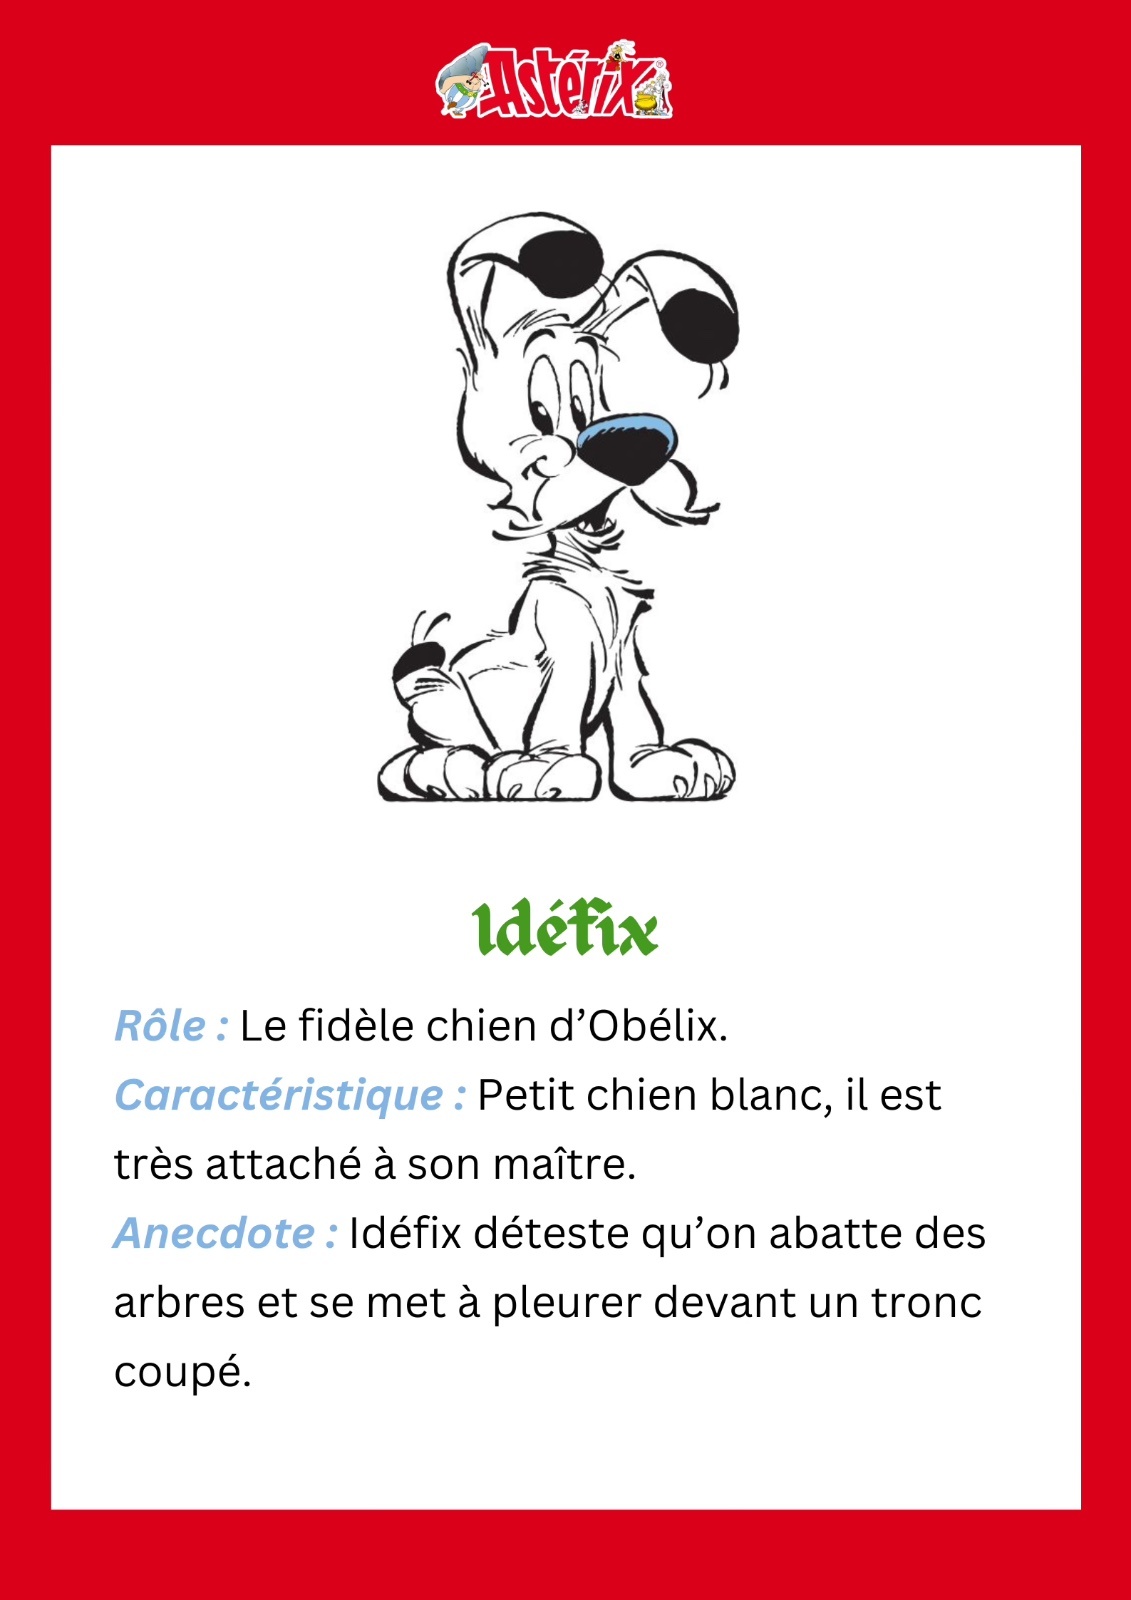 Astérix
Idéfix
Rôle : Le fidèle chien d’Obélix.
Caractéristique : Petit chien blanc, il est
très attaché à son maître.
Anecdote : Idéfix déteste qu’on abatte des
arbres et se met à pleurer devant un tronc
coupé.